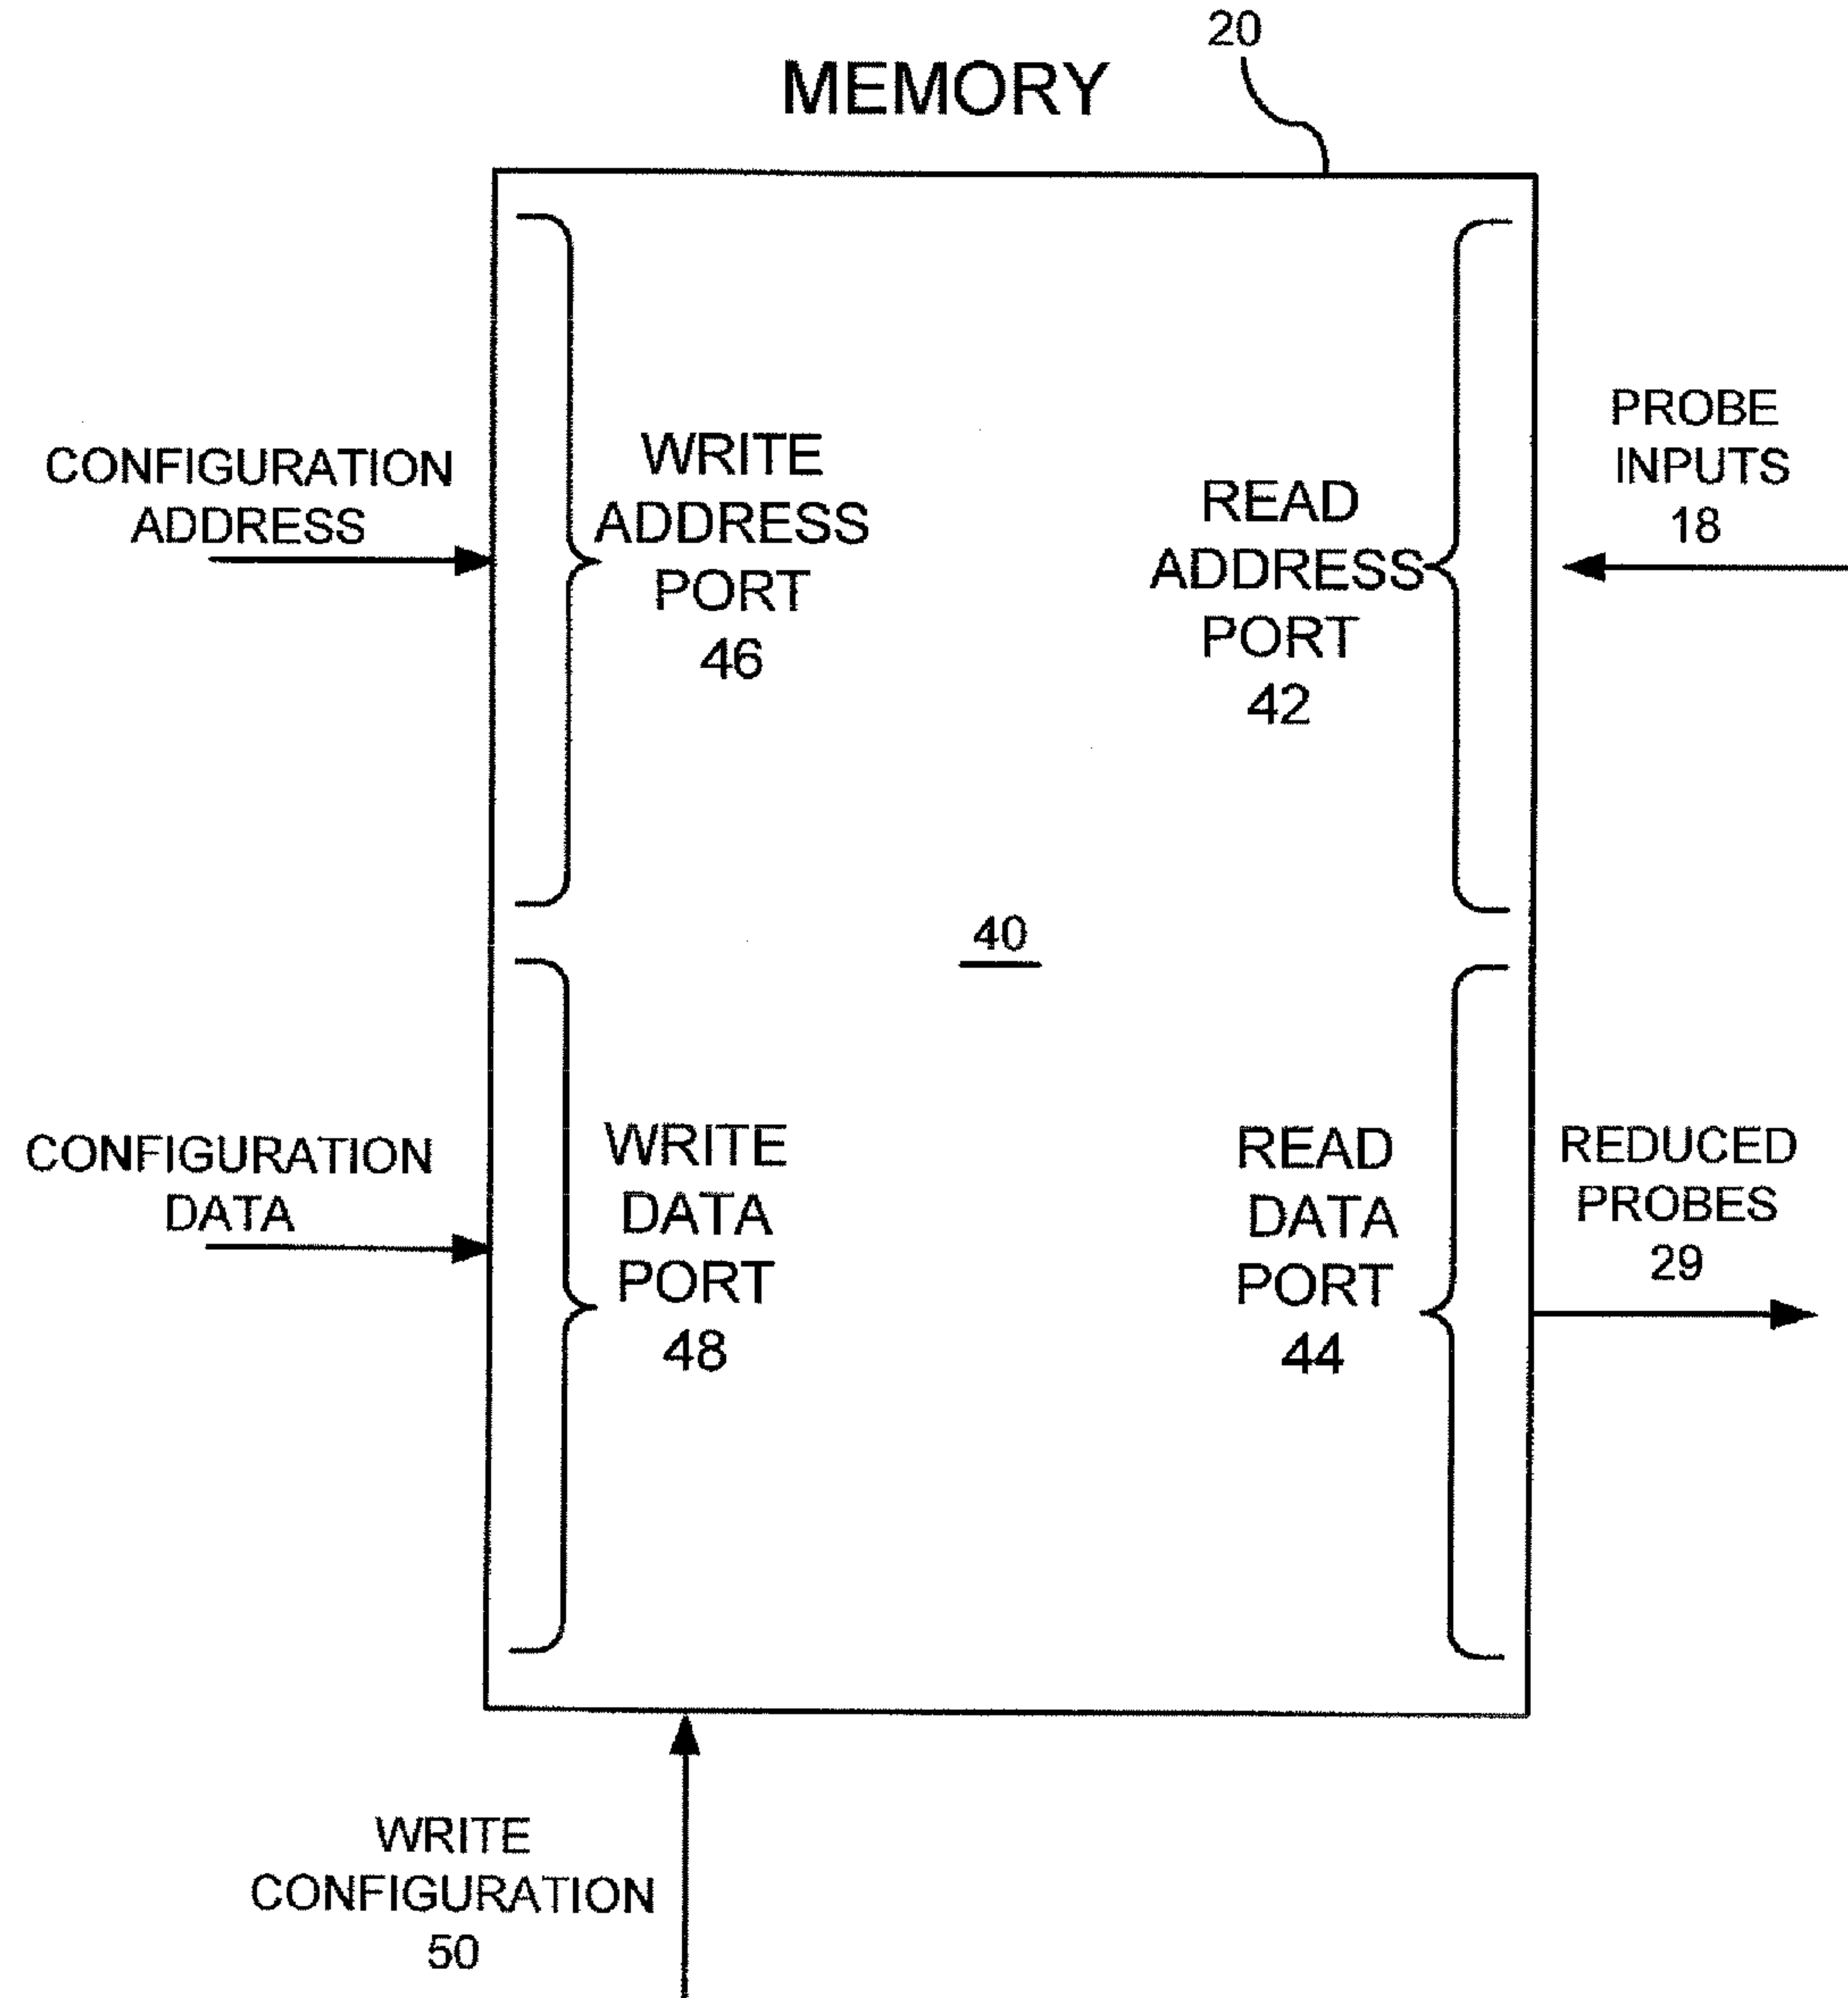 20
MEMORY
CONFIGURATION
ADDRESS
WRITE
ADDRESS
PORT
46
READ
ADDRESS
PORT
42
PROBE
INPUTS
18
40
CONFIGURATION
DATA
WRITE
DATA
PORT
48
READ
DATA
PORT
44
REDUCED
PROBES
29
WRITE
CONFIGURATION
50